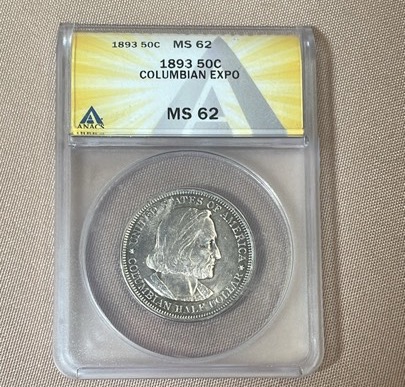 1893 50C MS 62
1893 50C
COLUMBIAN EXPO
MS 62
ANACS
UNITED STATES OF AMERICA
COLUMBIAN HALF DOLLAR